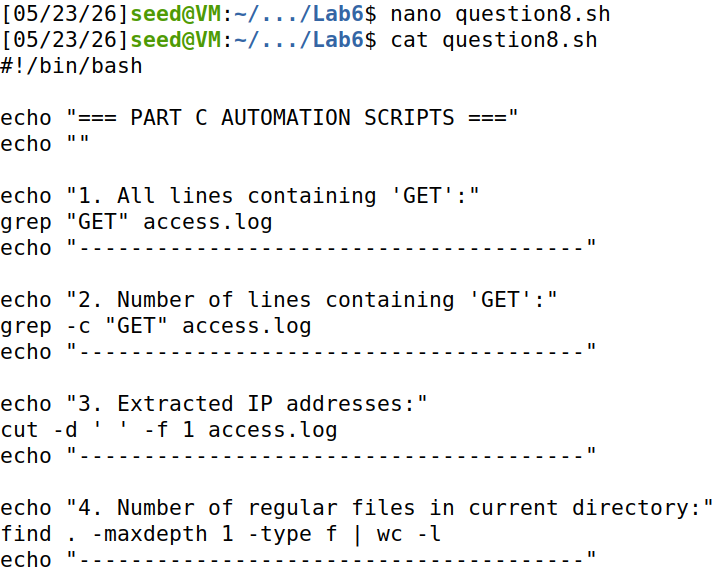 [05/23/26]seed@VM:~/.../Lab6$ nano question8.sh
[05/23/26]seed@VM:~/.../Lab6$ cat question8.sh
#!/bin/bash

echo "=== PART C AUTOMATION SCRIPTS ==="
echo ""

echo "1. All lines containing 'GET':"
grep "GET" access.log
echo "---------------------------------------"

echo "2. Number of lines containing 'GET':"
grep -c "GET" access.log
echo "---------------------------------------"

echo "3. Extracted IP addresses:"
cut -d ' ' -f 1 access.log
echo "---------------------------------------"

echo "4. Number of regular files in current directory:"
find . -maxdepth 1 -type f | wc -l
echo "---------------------------------------"